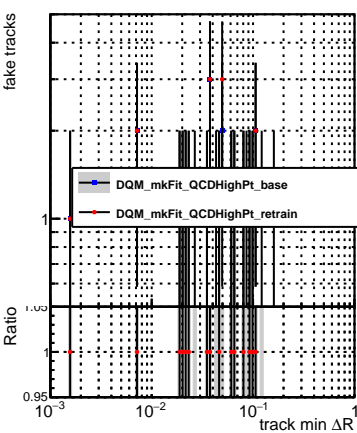 fake tracks
DQM_mkFit_QCDHighPt_base
DQM_mkFit_QCDHighPt_retrain
1
Ratio
1.05
1
0.95
10⁻³ 10⁻² 10⁻¹ 1
track min ΔR